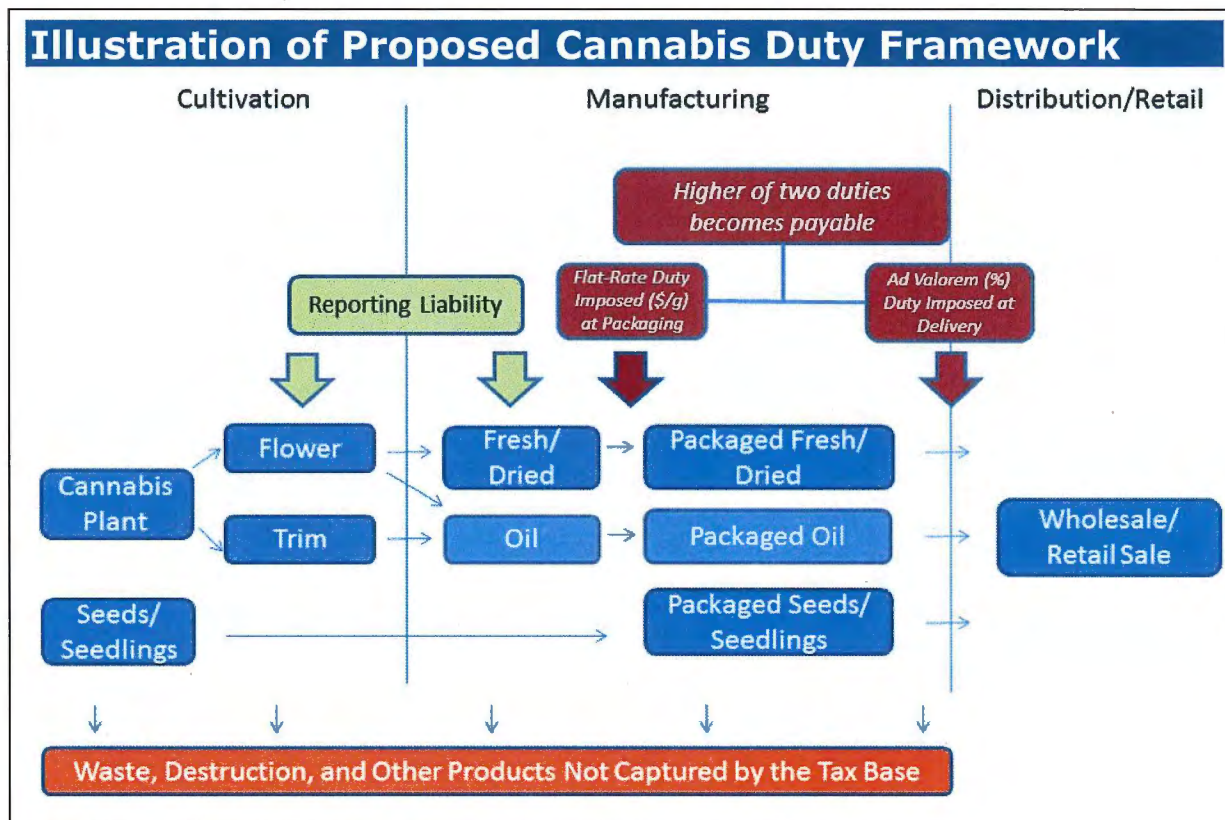 Illustration of Proposed Cannabis Duty Framework
Cultivation
Manufacturing
Distribution/Retail
Higher of two duties
becomes payable
Flat-Rate Duty
Imposed ($/g)
at Packaging
Ad Valorem (%)
Duty Imposed at
Delivery
Reporting Liability
Flower
Fresh/
Dried
Packaged Fresh/
Dried
Cannabis
Plant
Trim
Oil
Packaged Oil
Wholesale/
Retail Sale
Seeds/
Seedlings
Packaged Seeds/
Seedlings
Waste, Destruction, and Other Products Not Captured by the Tax Base